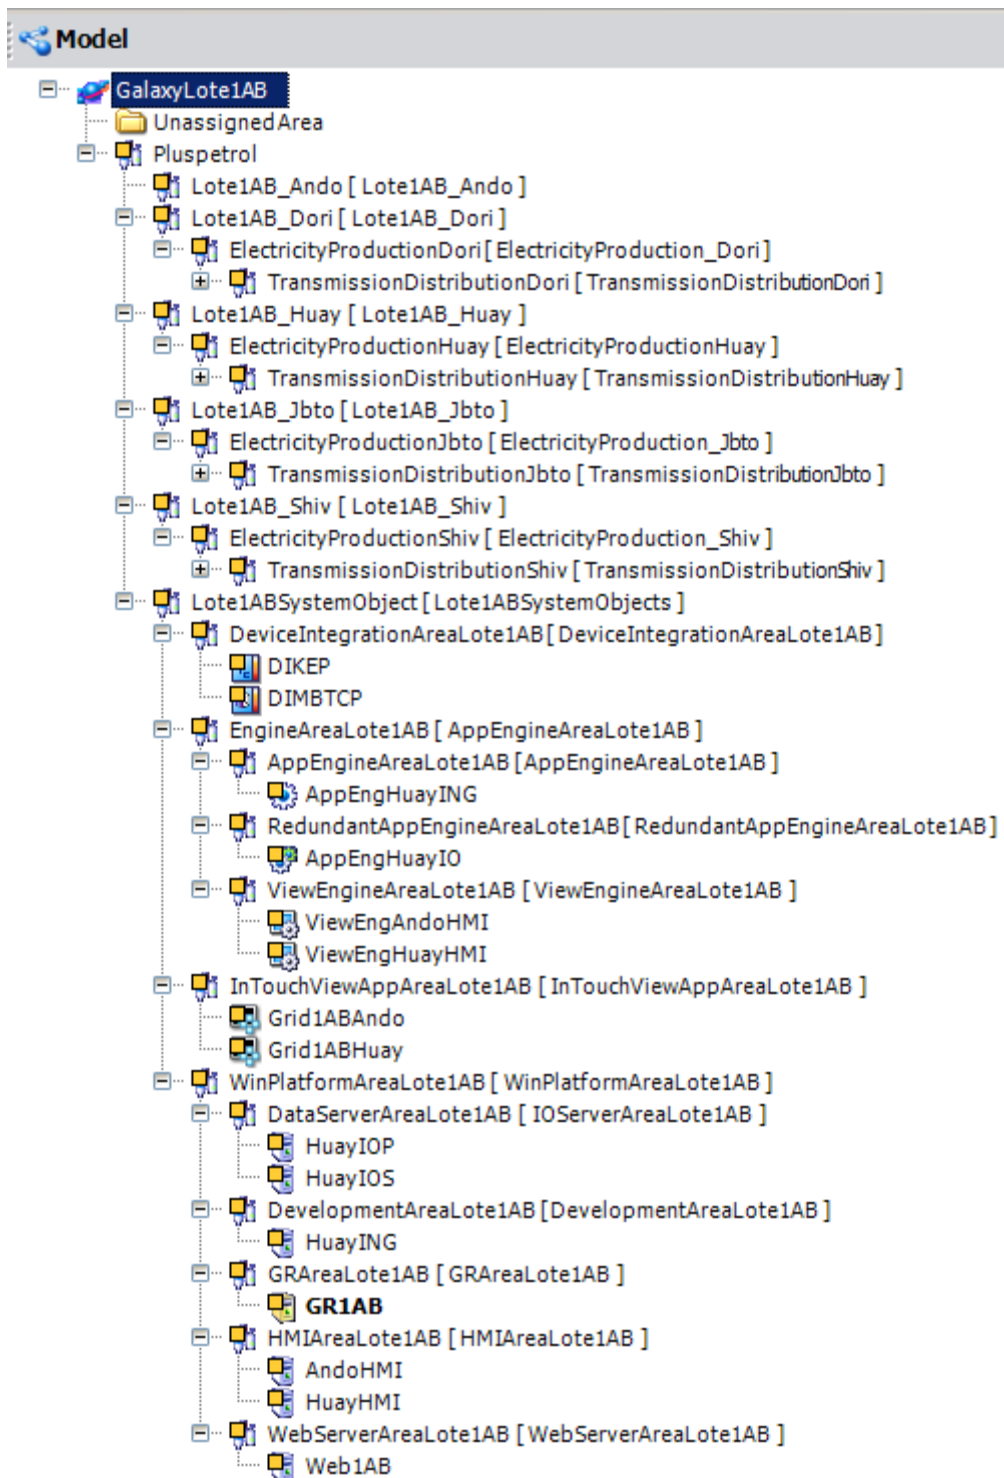 Model
GalaxyLote1AB
UnassignedArea
Pluspetrol
Lote1AB_Ando [ Lote1AB_Ando ]
Lote1AB_Dori [ Lote1AB_Dori ]
ElectricityProductionDori [ ElectricityProduction_Dori ]
TransmissionDistributionDori [ TransmissionDistributionDori ]
Lote1AB_Huay [ Lote1AB_Huay ]
ElectricityProductionHuay [ ElectricityProductionHuay ]
TransmissionDistributionHuay [ TransmissionDistributionHuay ]
Lote1AB_Jbto [ Lote1AB_Jbto ]
ElectricityProductionJbto [ ElectricityProduction_Jbto ]
TransmissionDistributionJbto [ TransmissionDistributionJbto ]
Lote1AB_Shiv [ Lote1AB_Shiv ]
ElectricityProductionShiv [ ElectricityProduction_Shiv ]
TransmissionDistributionShiv [ TransmissionDistributionShiv ]
Lote1ABSystemObject [ Lote1ABSystemObjects ]
DeviceIntegrationAreaLote1AB [ DeviceIntegrationAreaLote1AB ]
DIKEP
DIMBTCP
EngineAreaLote1AB [ AppEngineAreaLote1AB ]
AppEngineAreaLote1AB [ AppEngineAreaLote1AB ]
AppEngHuayING
RedundantAppEngineAreaLote1AB [ RedundantAppEngineAreaLote1AB ]
AppEngHuayIO
ViewEngineAreaLote1AB [ ViewEngineAreaLote1AB ]
ViewEngAndoHMI
ViewEngHuayHMI
InTouchViewAppAreaLote1AB [ InTouchViewAppAreaLote1AB ]
Grid1ABAndo
Grid1ABHuay
WinPlatformAreaLote1AB [ WinPlatformAreaLote1AB ]
DataServerAreaLote1AB [ IOServerAreaLote1AB ]
HuayIOP
HuayIOS
DevelopmentAreaLote1AB [ DevelopmentAreaLote1AB ]
HuayING
GRAreaLote1AB [ GRAreaLote1AB ]
GR1AB
HMIAreaLote1AB [ HMIAreaLote1AB ]
AndoHMI
HuayHMI
WebServerAreaLote1AB [ WebServerAreaLote1AB ]
Web1AB